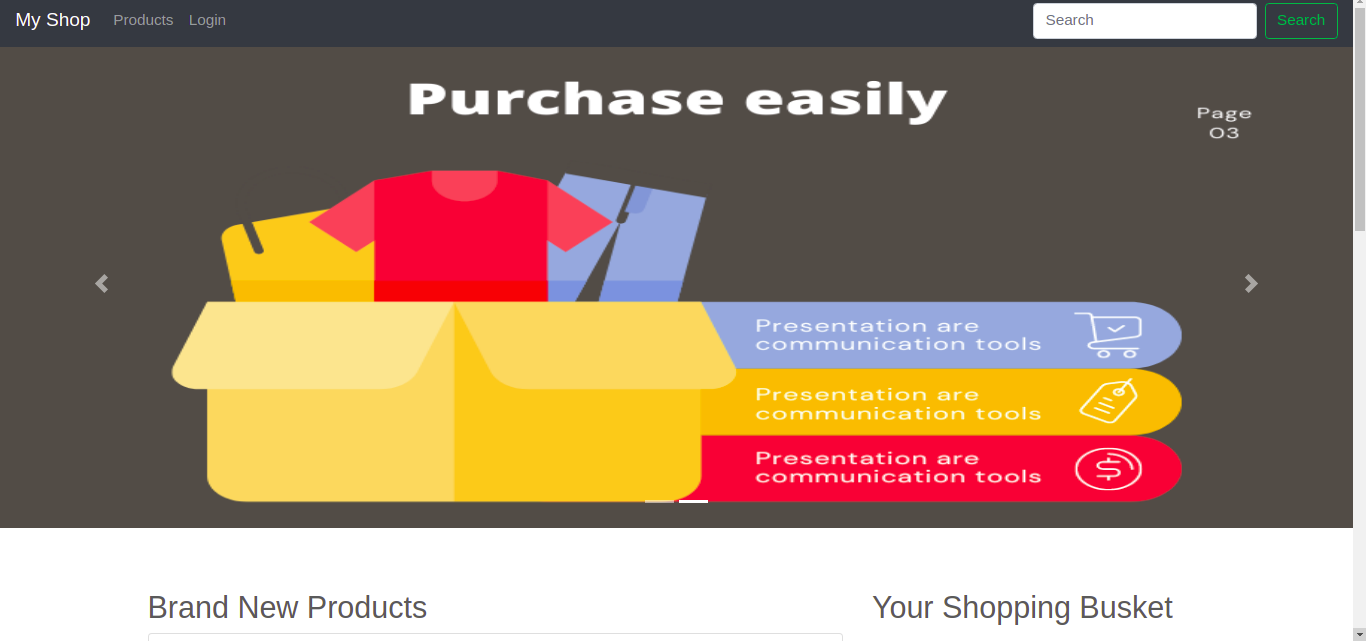 My Shop Products Login Search Search
Purchase easily
Page
03
Presentation are
communication tools
Presentation are
communication tools
Presentation are
communication tools
Brand New Products
Your Shopping Busket